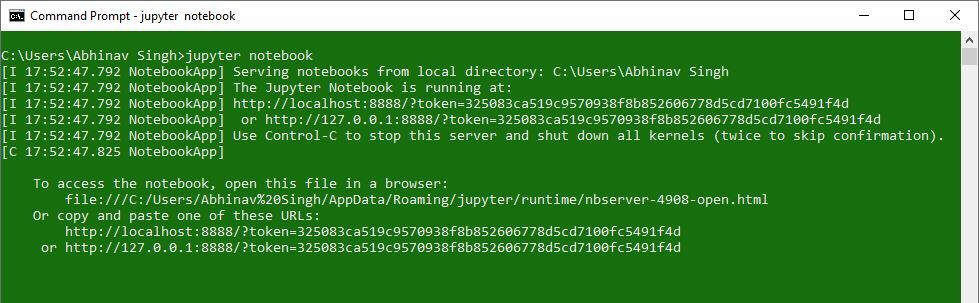 Command Prompt - jupyter  notebook
C:\Users\Abhinav Singh>jupyter notebook
[I 17:52:47.792 NotebookApp] Serving notebooks from local directory: C:\Users\Abhinav Singh
[I 17:52:47.792 NotebookApp] The Jupyter Notebook is running at:
[I 17:52:47.792 NotebookApp] http://localhost:8888/?token=325083ca519c9570938f8b852606778d5cd7100fc5491f4d
[I 17:52:47.792 NotebookApp]  or http://127.0.0.1:8888/?token=325083ca519c9570938f8b852606778d5cd7100fc5491f4d
[I 17:52:47.792 NotebookApp] Use Control-C to stop this server and shut down all kernels (twice to skip confirmation).
[C 17:52:47.825 NotebookApp]
To access the notebook, open this file in a browser:
file:///C:/Users/Abhinav%20Singh/AppData/Roaming/jupyter/runtime/nbserver-4908-open.html
Or copy and paste one of these URLs:
http://localhost:8888/?token=325083ca519c9570938f8b852606778d5cd7100fc5491f4d
or http://127.0.0.1:8888/?token=325083ca519c9570938f8b852606778d5cd7100fc5491f4d